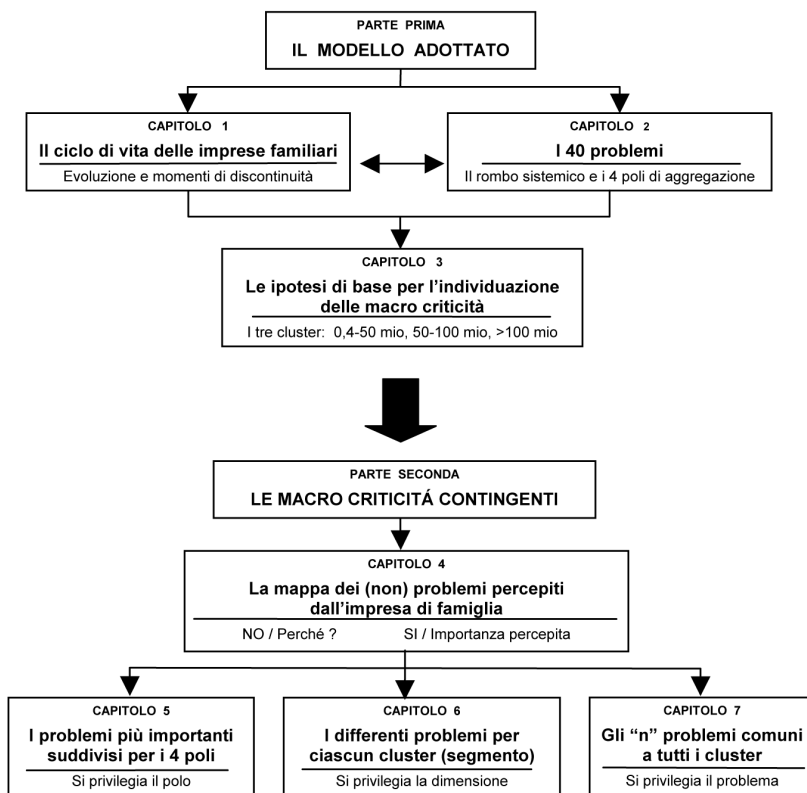 PARTE PRIMA
IL MODELLO ADOTTATO
CAPITOLO 1
Il ciclo di vita delle imprese familiari
Evoluzione e momenti di discontinuità
CAPITOLO 2
I 40 problemi
Il rombo sistemico e i 4 poli di aggregazione
CAPITOLO 3
Le ipotesi di base per l’individuazione
delle macro criticità
I tre cluster: 0,4-50 mio, 50-100 mio, >100 mio
PARTE SECONDA
LE MACRO CRITICITÁ CONTINGENTI
CAPITOLO 4
La mappa dei (non) problemi percepiti
dall’impresa di famiglia
NO / Perché ? SI / Importanza percepita
CAPITOLO 5
I problemi più importanti
suddivisi per i 4 poli
Si privilegia il polo
CAPITOLO 6
I differenti problemi per
ciascun cluster (segmento)
Si privilegia la dimensione
CAPITOLO 7
Gli “n” problemi comuni
a tutti i cluster
Si privilegia il problema